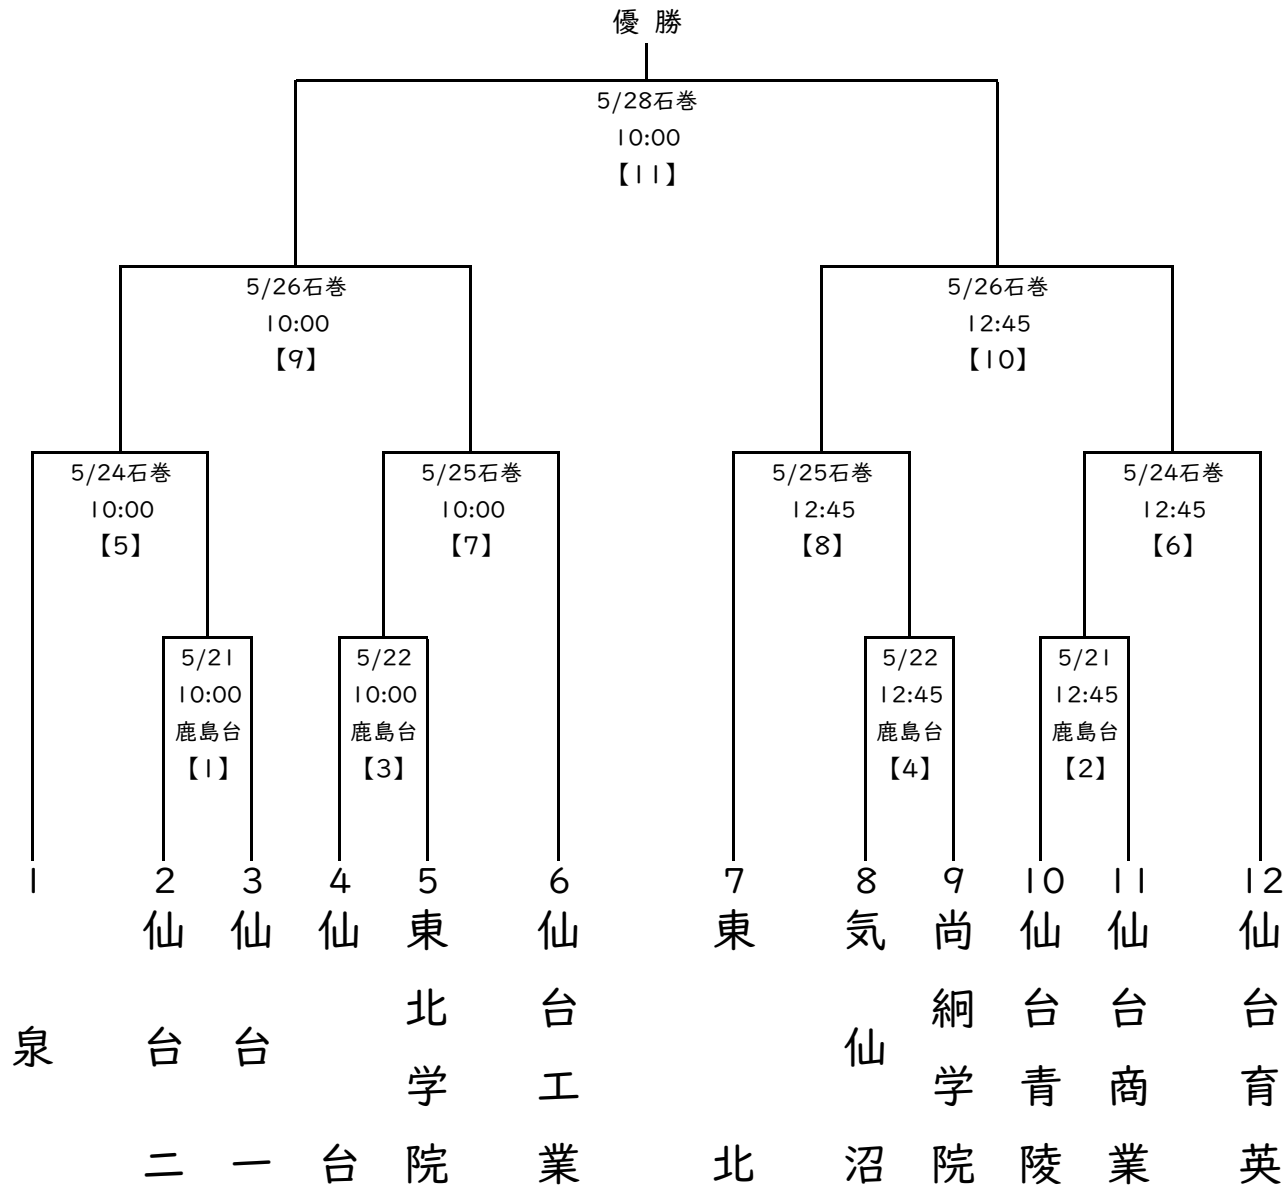 優勝
5/28石巻
10:00
【11】
5/26石巻
10:00
【9】
5/26石巻
12:45
【10】
5/24石巻
10:00
【5】
5/25石巻
10:00
【7】
5/25石巻
12:45
【8】
5/24石巻
12:45
【6】
5/21
10:00
鹿島台
【1】
5/22
10:00
鹿島台
【3】
5/22
12:45
鹿島台
【4】
5/21
12:45
鹿島台
【2】
1
泉
2
仙台二
3
仙台一
4
仙台
5
東北学院
6
仙台工業
7
東北
8
気仙沼
9
尚絅学院
10
仙台青陵
11
仙台商業
12
仙台育英